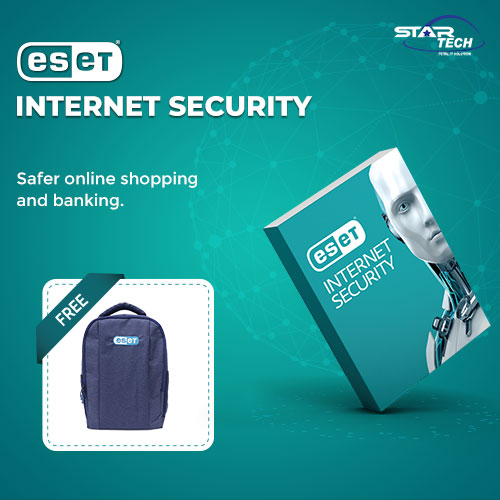 eset
STAR
TECH
INTERNET SECURITY
Safer online shopping
and banking.
eset
INTERNET
SECURITY
FREE
eset